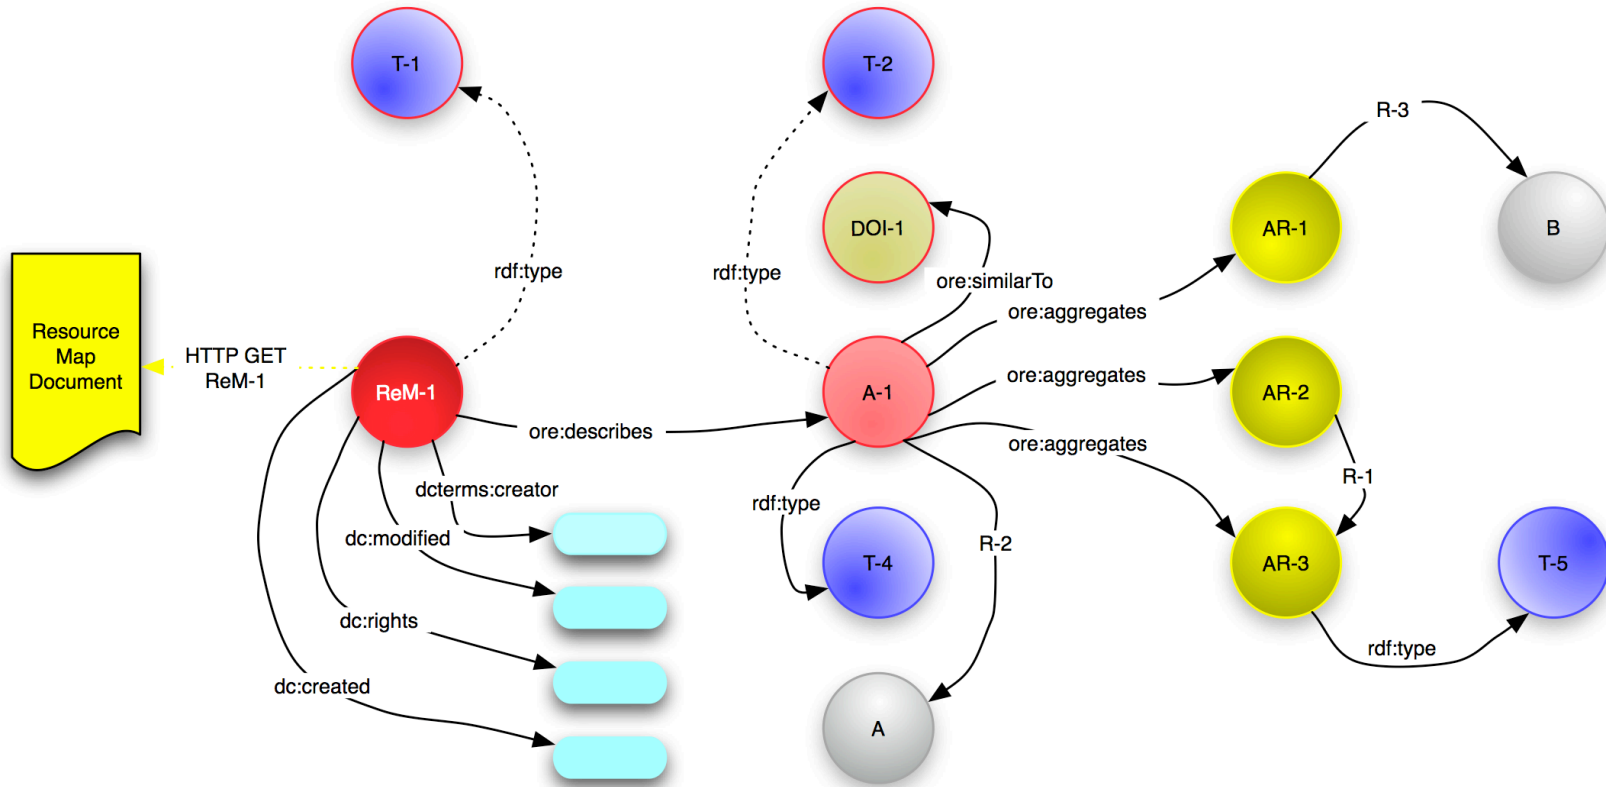 T-1
T-2
R-3
DOI-1
AR-1
B
rdf:type
rdf:type
ore:similarTo
ore:aggregates
Resource
Map
Document
HTTP GET
ReM-1
ReM-1
ore:describes
A-1
ore:aggregates
AR-2
ore:aggregates
R-1
dcterms:creator
rdf:type
dc:modified
R-2
T-4
AR-3
T-5
dc:rights
rdf:type
dc:created
A